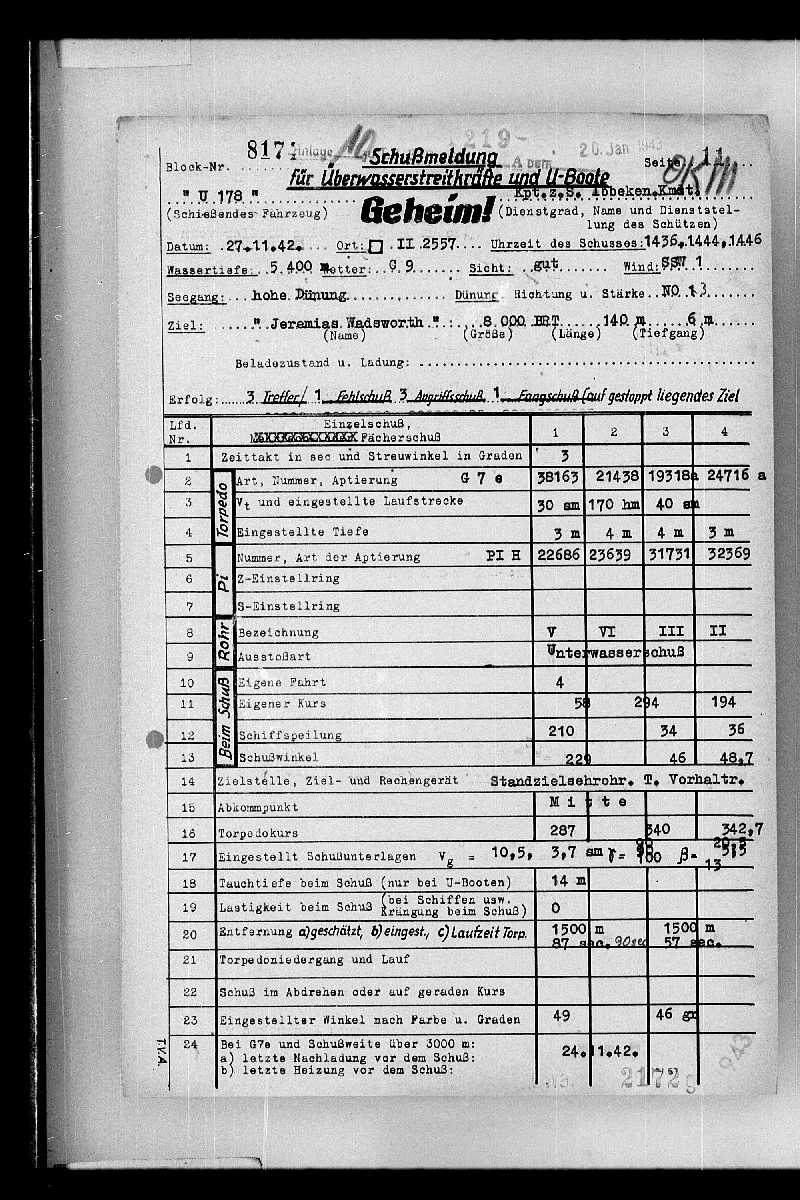 219-
20.Jan 1943
817 Anlage 10 Schußmeldung
Block-Nr. Seite 11
OKM
für Überwasserstreitkräfte und U-Boote
" U 178 " Kpt.z.S. Ibbeken.Kmdt.
(Schießendes Fahrzeug) Geheim! (Dienstgrad, Name und Dienststel-
lung des Schützen)
Datum: 27.11.42. Ort: II 2557 Uhrzeit des Schusses: 1436,1444,1446
Wassertiefe: 5.400 m Wetter: C 9 Sicht: gut Wind: SSW 1
Seegang: hohe Dünung Dünung Richtung u. Stärke NO 13
Ziel: " Jeremias Wadsworth " 8.000 BRT 140 m 6 m
(Name) (Größe) (Länge) (Tiefgang)
Beladezustand u. Ladung:
Erfolg: 3 Treffer/ 1 Fehlschuß 3 Angriffsschuß 1 Fangschuß (auf gestoppt liegendes Ziel
Lfd. Nr. Einzelschuß, Fächerschuß 1 2 3 4
1 Zeittakt in sec und Streuwinkel in Graden 3
Torpedo
2 Art, Nummer, Aptierung G 7 e 38163 21438 19318a 24716 a
3 Vt und eingestellte Laufstrecke 30 sm 170 hm 40 sm
4 Eingestellte Tiefe 3 m 4 m 4 m 3 m
Pi
5 Nummer, Art der Aptierung PI H 22686 23639 31731 32369
6 Z-Einstellring
7 S-Einstellring
Rohr
8 Bezeichnung V VI III II
9 Ausstoßart Unterwasserschuß
Beim Schuß
10 Eigene Fahrt 4
11 Eigener Kurs 58 294 194
12 Schiffspeilung 210 34 36
13 Schußwinkel 229 46 48,7
14 Zielstelle, Ziel- und Rechengerät Standzielsehrohr. T. Vorhaltr.
15 Abkommpunkt Mitte
16 Torpedokurs 287 340 342,7
17 Eingestellt Schußunterlagen Vg = 10,5, 3,7 sm γ= 100 β= 13
18 Tauchtiefe beim Schuß (nur bei U-Booten) 14 m
19 Lastigkeit beim Schuß (bei Schiffen usw. Krängung beim Schuß) 0
20 Entfernung a)geschätzt, b)eingest., c)Laufzeit Torp. 1500 m 1500 m
87 sec. 90sec 57 sec.
21 Torpedoniedergang und Lauf
22 Schuß im Abdrehen oder auf geraden Kurs
23 Eingestellter Winkel nach Farbe u. Graden 49 46 gr
24 Bei G7e und Schußweite über 3000 m:
a) letzte Nachladung vor dem Schuß: 24.11.42.
b) letzte Heizung vor dem Schuß:
T.V.A.
2172g
943